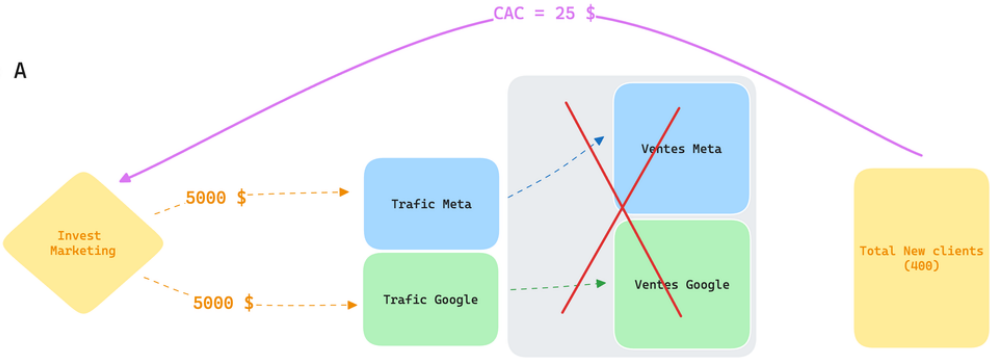 CAC = 25 $
A
Ventes Meta
5000 $
Trafic Meta
Invest
Marketing
Total New clients
(400)
Trafic Google
Ventes Google
5000 $